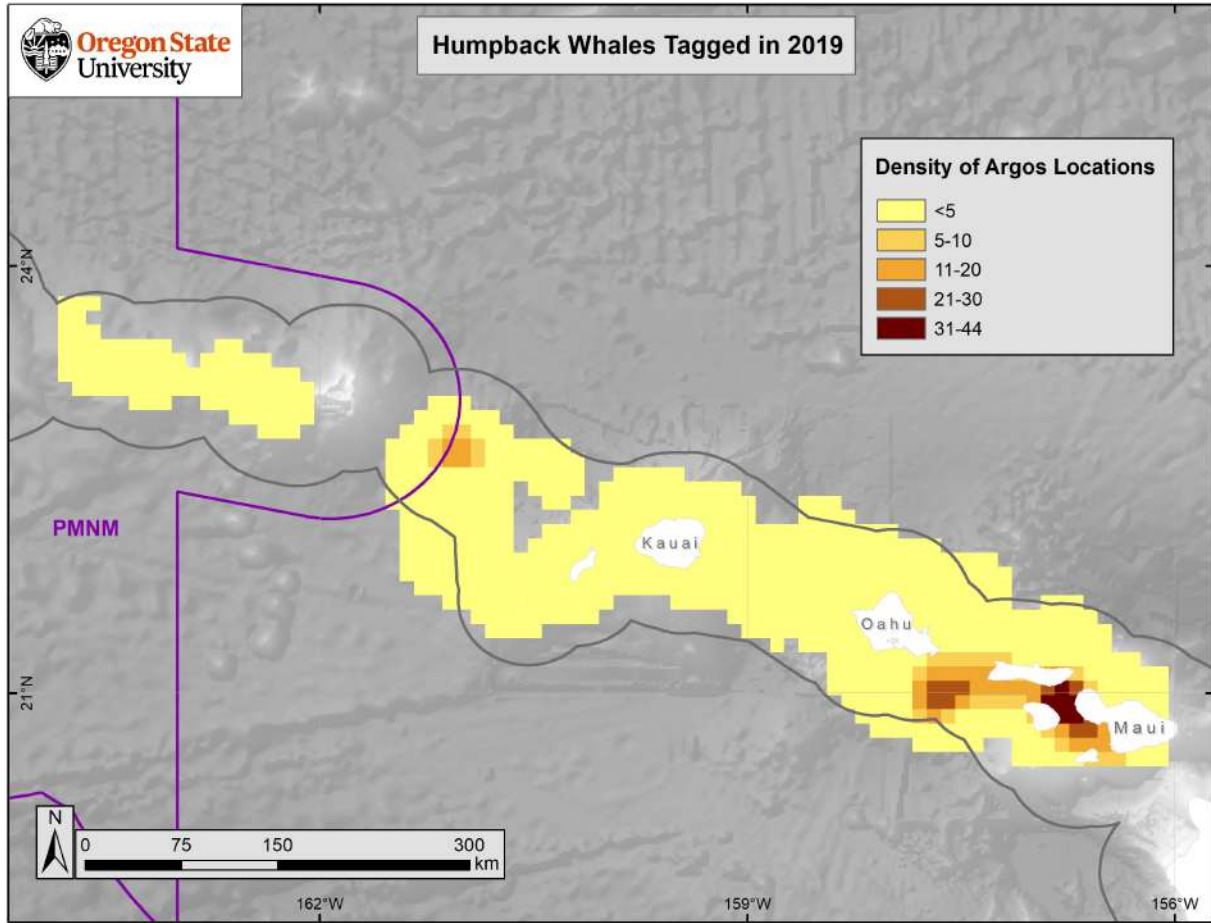 Oregon State
University
Humpback Whales Tagged in 2019
Density of Argos Locations
<5
5-10
11-20
21-30
31-44
24°N
PMNM
Kauai
Oahu
21°N
Maui
N
0 75 150 300
km
162°W 159°W 156°W